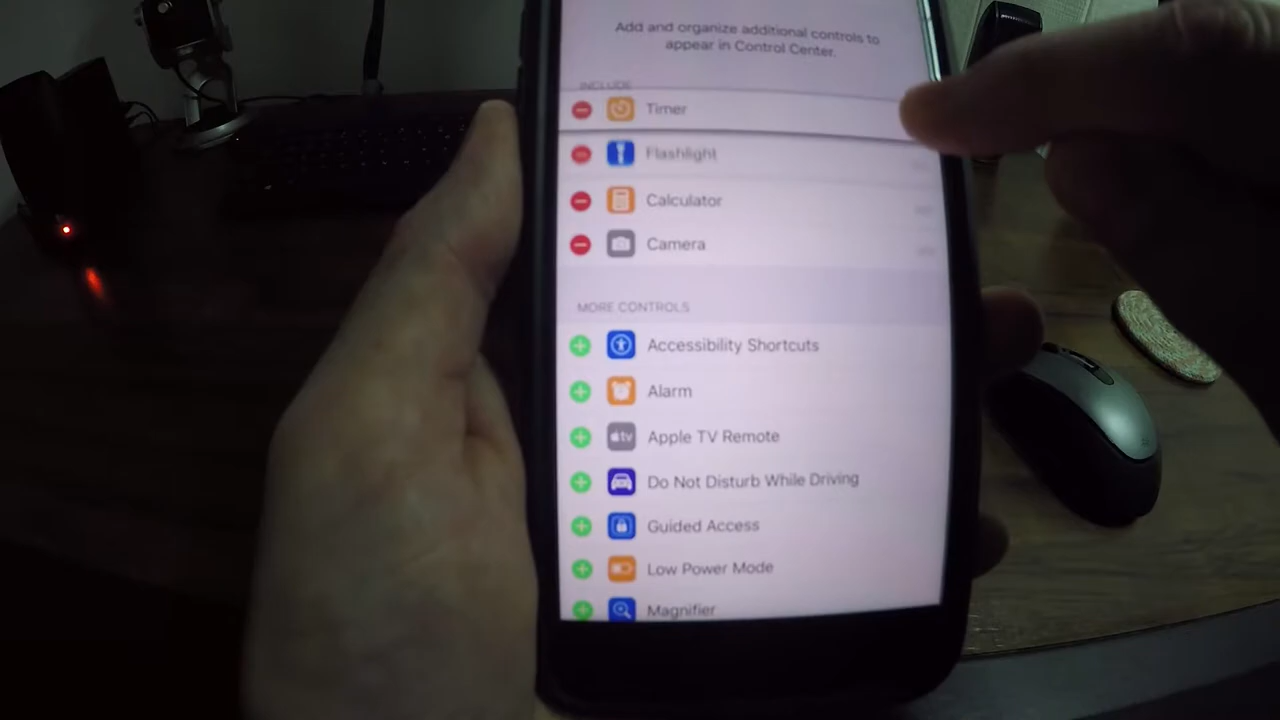 Add and organize additional controls to
appear in Control Center.
INCLUDE
Timer
Flashlight
Calculator
Camera
MORE CONTROLS
Accessibility Shortcuts
Alarm
tv
Apple TV Remote
Do Not Disturb While Driving
Guided Access
Low Power Mode
Magnifier